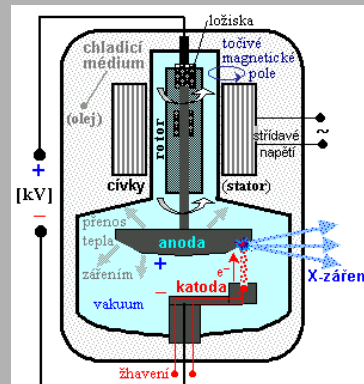 ložiska
chladicí
médium
(olej)
točivé
magnetické
pole
rotor
střídavé
napětí
~
cívky
(stator)
+
[kV]
−
přenos
tepla
zářením
anoda
+
e⁻
X-zářen
−
katoda
vakuum
žhavení